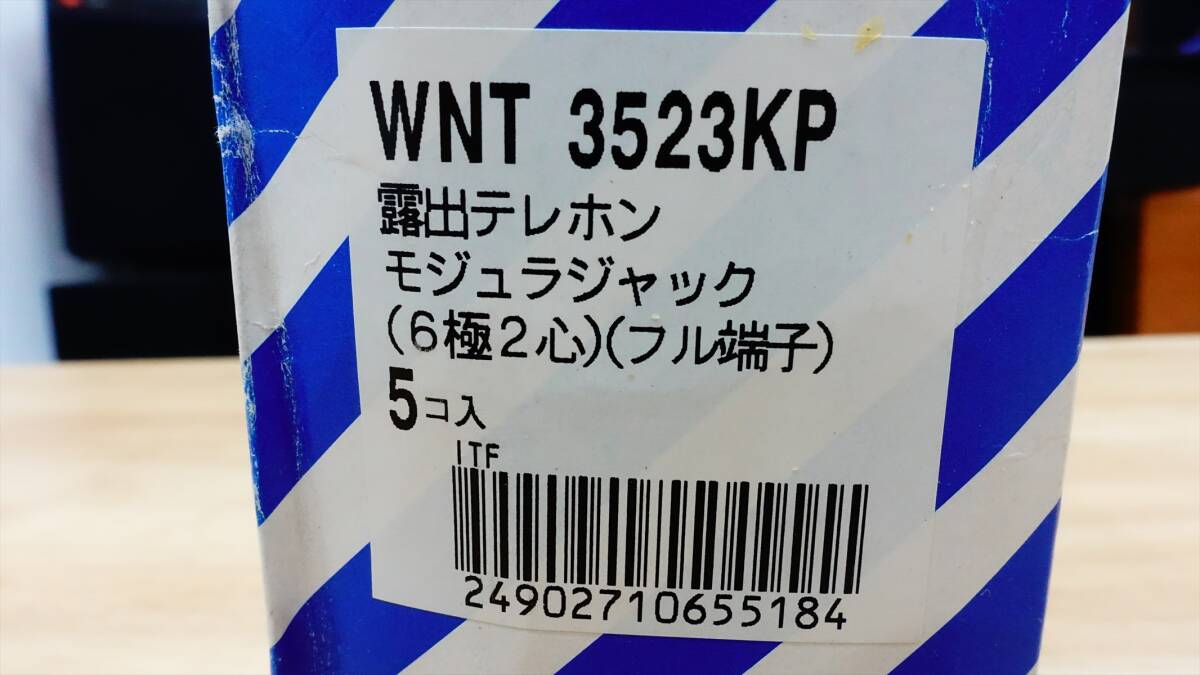 WNT 3523KP
露出テレホン
モジュラジャック
(6極2心)(フル端子)
5コ入
ITF
24902710655184